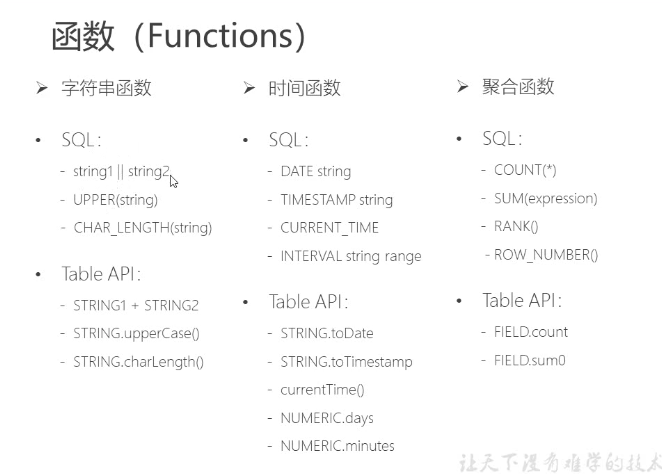 函数（Functions）
➢ 字符串函数
• SQL：
- string1 || string2
- UPPER(string)
- CHAR_LENGTH(string)
• Table API：
- STRING1 + STRING2
- STRING.upperCase()
- STRING.charLength()
➢ 时间函数
• SQL：
- DATE string
- TIMESTAMP string
- CURRENT_TIME
- INTERVAL string range
• Table API：
- STRING.toDate
- STRING.toTimestamp
- currentTime()
- NUMERIC.days
- NUMERIC.minutes
➢ 聚合函数
• SQL：
- COUNT(*)
- SUM(expression)
- RANK()
- ROW_NUMBER()
• Table API：
- FIELD.count
- FIELD.sum0
让天下没有难学的技术